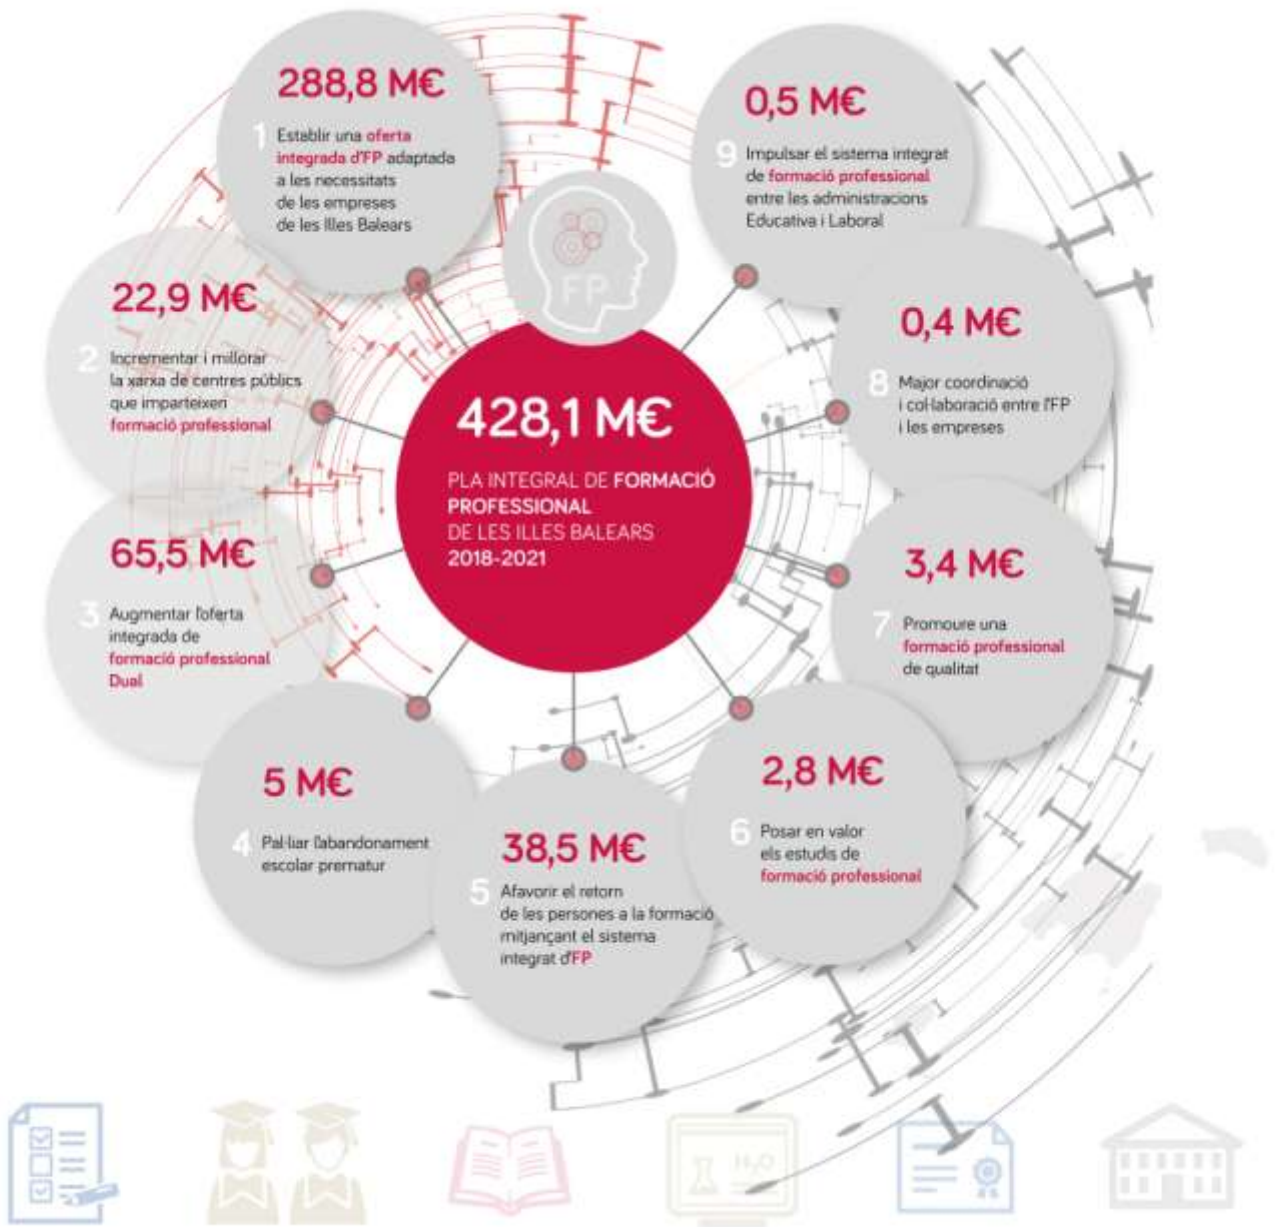 288,8 M€
1
Establir una oferta
integrada d'FP adaptada
a les necessitats
de les empreses
de les Illes Balears
22,9 M€
2
Incrementar i millorar
la xarxa de centres públics
que imparteixen
formació professional
65,5 M€
3
Augmentar l'oferta
integrada de
formació professional
Dual
5 M€
4
Pal·liar l'abandonament
escolar prematur
38,5 M€
5
Afavorir el retorn
de les persones a la formació
mitjançant el sistema
integrat d'FP
2,8 M€
6
Posar en valor
els estudis de
formació professional
3,4 M€
7
Promoure una
formació professional
de qualitat
0,4 M€
8
Major coordinació
i col·laboració entre l'FP
i les empreses
0,5 M€
9
Impulsar el sistema integrat
de formació professional
entre les administracions
Educativa i Laboral
FP
428,1 M€
PLA INTEGRAL DE FORMACIÓ
PROFESSIONAL
DE LES ILLES BALEARS
2018-2021
H₂O